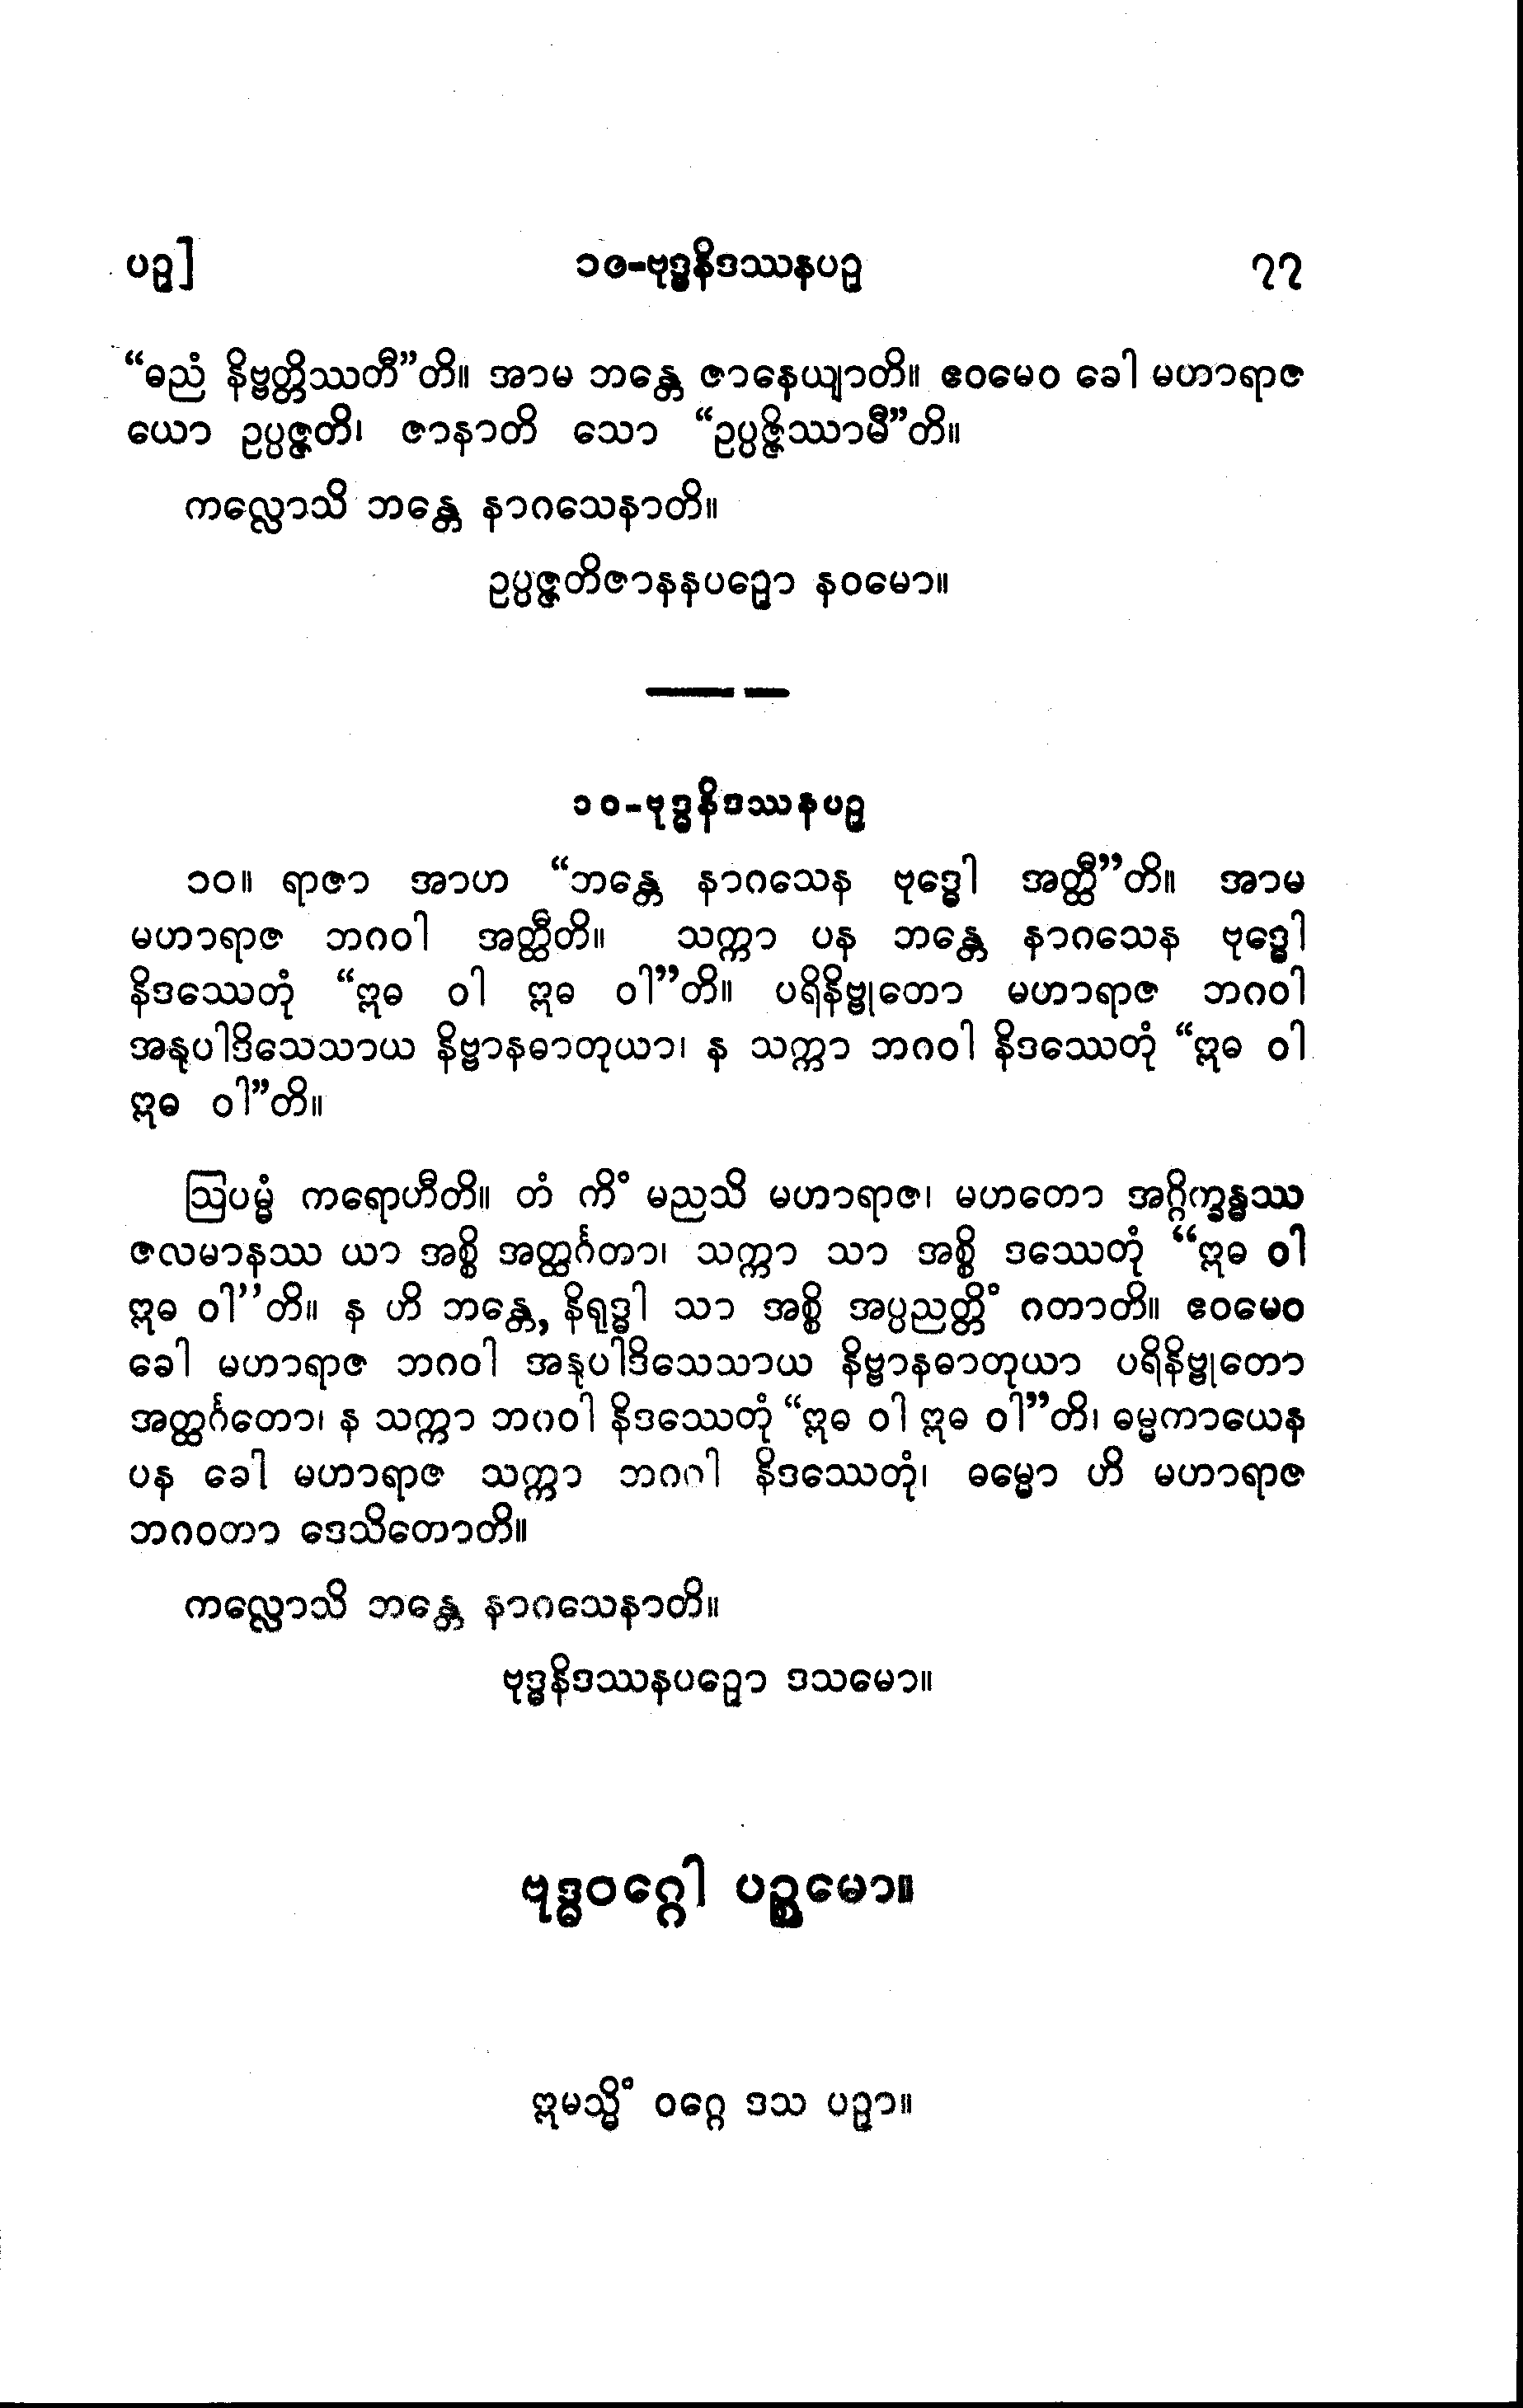 ပဥှ]
၁၀-ဗုဒ္ဓနိဒဿနပဥှ
၇၇
“ဓညံ နိဗ္ဗတ္တိဿတီ”တိ။ အာမ ဘန္တေ ဇာနေယျာတိ။ ဧဝမေဝ ခေါ မဟာရာဇ
ယော ဥပ္ပဇ္ဇတိ၊ ဇာနာတိ သော “ဥပ္ပဇ္ဇိဿာမီ”တိ။
ကလ္လောသိ ဘန္တေ နာဂသေနာတိ။
ဥပ္ပဇ္ဇတိဇာနနပဥှော နဝမော။
၁၀-ဗုဒ္ဓနိဒဿနပဥှ
၁၀။ ရာဇာ အာဟ “ဘန္တေ နာဂသေန ဗုဒ္ဓေါ အတ္ထီ”တိ။ အာမ
မဟာရာဇ ဘဂဝါ အတ္ထီတိ။ သက္ကာ ပန ဘန္တေ နာဂသေန ဗုဒ္ဓေါ
နိဒဿေတုံ “ဣဓ ဝါ ဣဓ ဝါ”တိ။ ပရိနိဗ္ဗုတော မဟာရာဇ ဘဂဝါ
အနုပါဒိသေသာယ နိဗ္ဗာနဓာတုယာ၊ န သက္ကာ ဘဂဝါ နိဒဿေတုံ “ဣဓ ဝါ
ဣဓ ဝါ”တိ။
ဩပမ္မံ ကရောဟီတိ။ တံ ကိံ မညသိ မဟာရာဇ၊ မဟတော အဂ္ဂိက္ခန္ဓဿ
ဇလမာနဿ ယာ အစ္စိ အတ္ထင်္ဂတာ၊ သက္ကာ သာ အစ္စိ ဒဿေတုံ “ဣဓ ဝါ
ဣဓ ဝါ’’တိ။ န ဟိ ဘန္တေ, နိရုဒ္ဓါ သာ အစ္စိ အပ္ပညတ္တိံ ဂတာတိ။ ဧဝမေဝ
ခေါ မဟာရာဇ ဘဂဝါ အနုပါဒိသေသာယ နိဗ္ဗာနဓာတုယာ ပရိနိဗ္ဗုတော
အတ္ထင်္ဂတော၊ န သက္ကာ ဘဂဝါ နိဒဿေတုံ “ဣဓ ဝါ ဣဓ ဝါ”တိ၊ ဓမ္မကာယေန
ပန ခေါ မဟာရာဇ သက္ကာ ဘဂဝါ နိဒဿေတုံ၊ ဓမ္မော ဟိ မဟာရာဇ
ဘဂဝတာ ဒေသိတောတိ။
ကလ္လောသိ ဘန္တေ နာဂသေနာတိ။
ဗုဒ္ဓနိဒဿနပဥှော ဒသမော။
ဗုဒ္ဓဝဂ္ဂေါ ပဉ္စမော။
ဣမသ္မိံ ဝဂ္ဂေ ဒသ ပဥှာ။